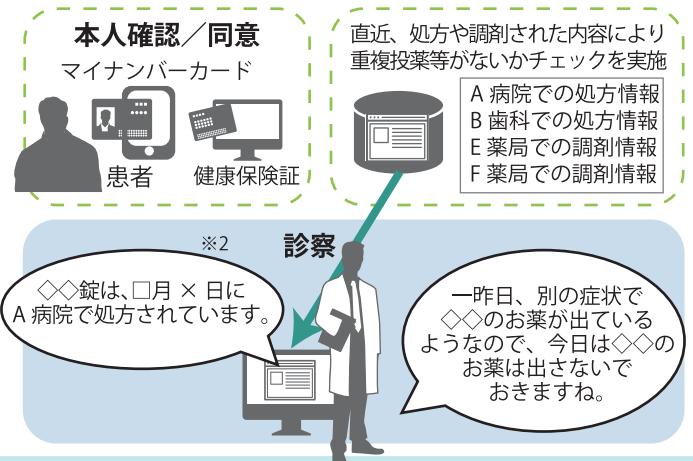 本人確認／同意
マイナンバーカード
患者
健康保険証
直近、処方や調剤された内容により
重複投薬等がないかチェックを実施
A 病院での処方情報
B 歯科での処方情報
E 薬局での調剤情報
F 薬局での調剤情報
※2
診察
◇◇錠は、□月 × 日に
A 病院で処方されています。
一昨日、別の症状で
◇◇のお薬が出ている
ようなので、今日は◇◇の
お薬は出さないで
おきますね。